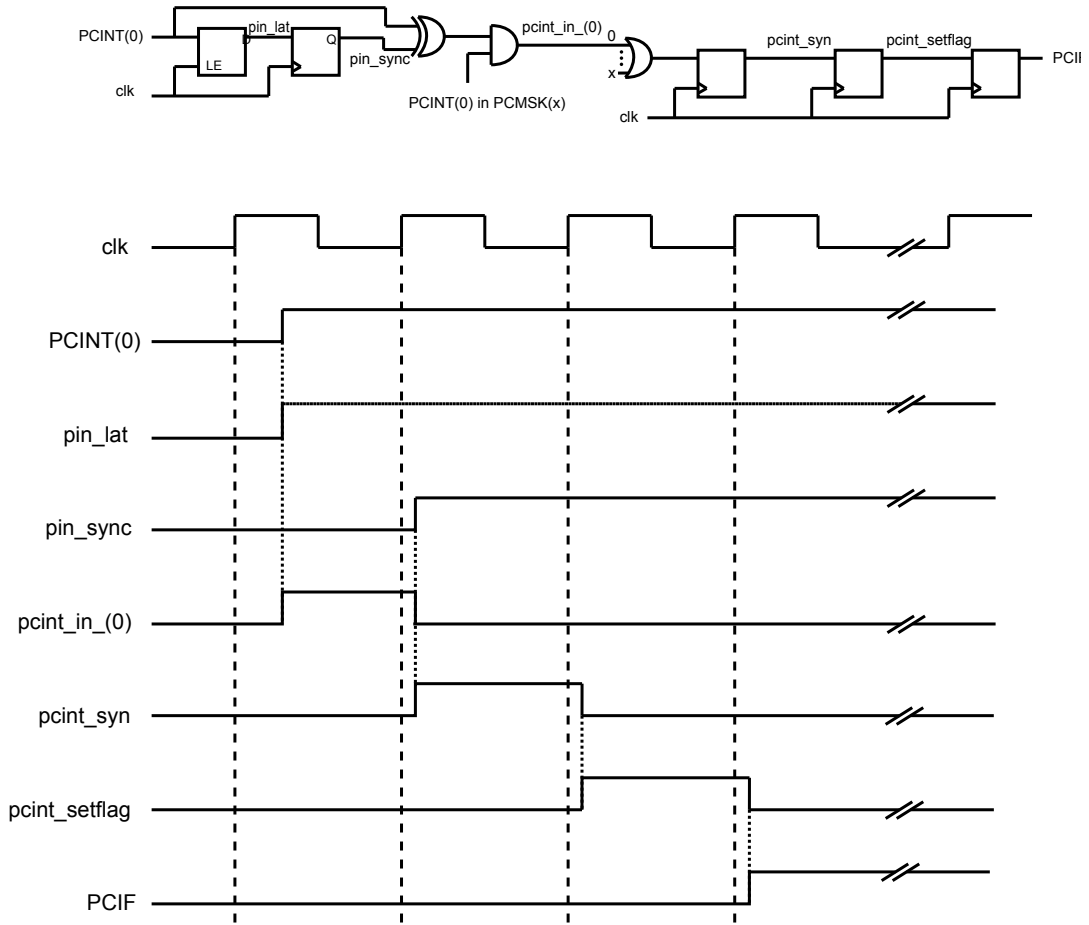 pin_lat
pcint_in_(0)
0
PCINT(0)
D
Q
pin_sync
pcint_syn
pcint_setflag
PCIF
LE
x
clk
PCINT(0) in PCMSK(x)
clk
clk
PCINT(0)
pin_lat
pin_sync
pcint_in_(0)
pcint_syn
pcint_setflag
PCIF